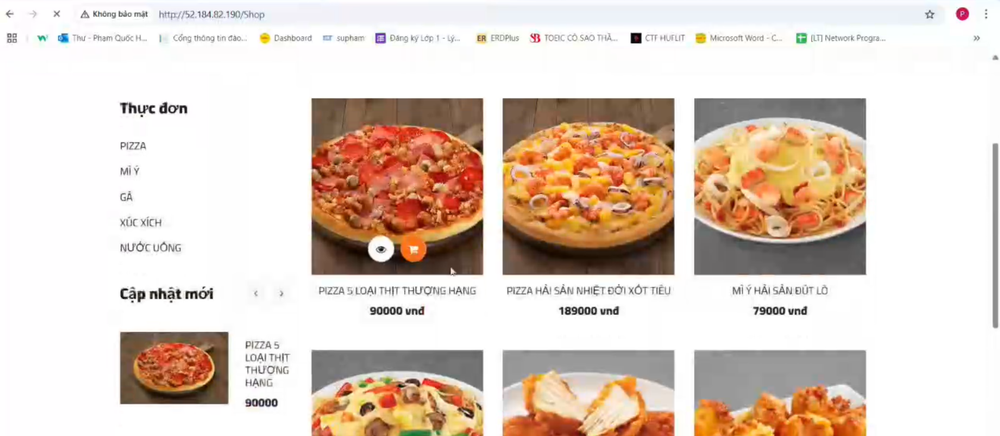 Không bảo mật http://52.184.82.190/Shop
P
Thư - Phạm Quốc H... Cổng thông tin đào... Dashboard supham Đăng ký Lớp 1 - Lý... ER ERDPlus TOEIC CÔ SAO THẦ... CTF HUFLIT Microsoft Word - C... [LT] Network Progra...
Thực đơn
PIZZA
MÌ Ý
GÀ
XÚC XÍCH
NƯỚC UỐNG
Cập nhật mới
PIZZA 5
LOẠI THỊT
THƯỢNG
HẠNG
90000
PIZZA 5 LOẠI THỊT THƯỢNG HẠNG
90000 vnđ
PIZZA HẢI SẢN NHIỆT ĐỚI XỐT TIÊU
189000 vnđ
MÌ Ý HẢI SẢN ĐÚT LÒ
79000 vnđ